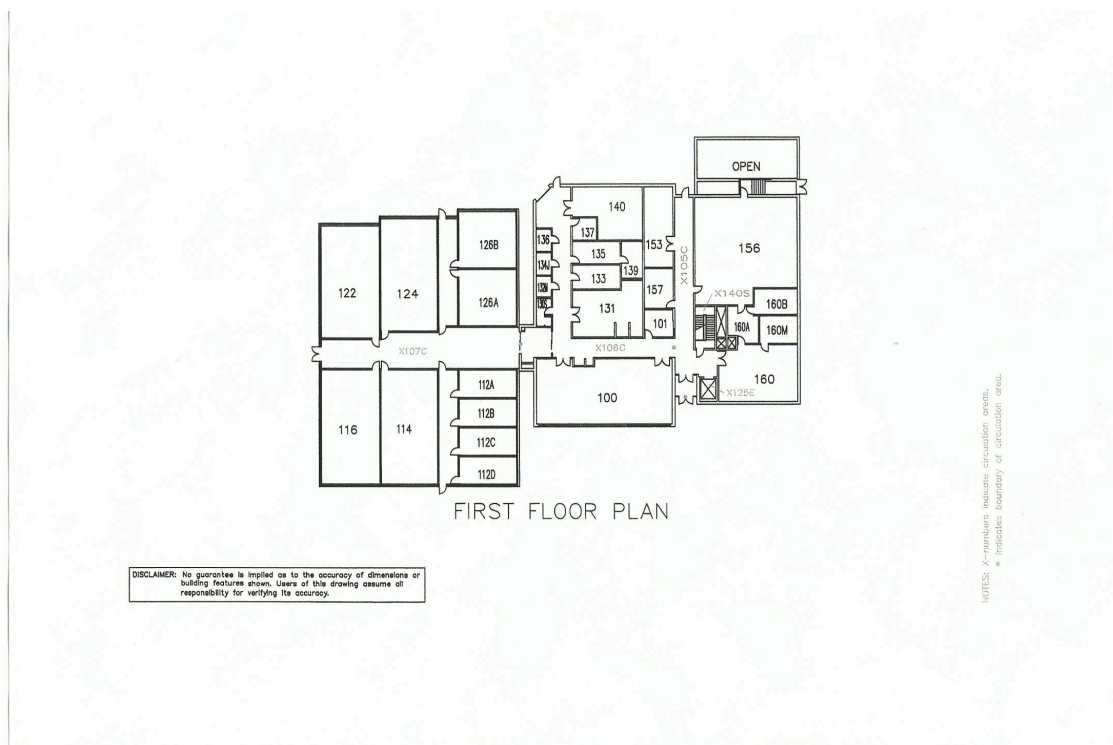 OPEN
140
136
137
126B
153
135
156
134J
133
139
X105C
122
124
132M
157
X140S
126A
130S
131
160B
101
160A
160M
X107C
X106C
160
112A
X125E
100
112B
116
114
112C
112D
FIRST FLOOR PLAN
DISCLAIMER: No guarantee is implied as to the accuracy of dimensions or
building features shown. Users of this drawing assume all
responsibility for verifying its accuracy.
NOTES: X-numbers indicate circulation areas.
* Indicates boundary of circulation area.